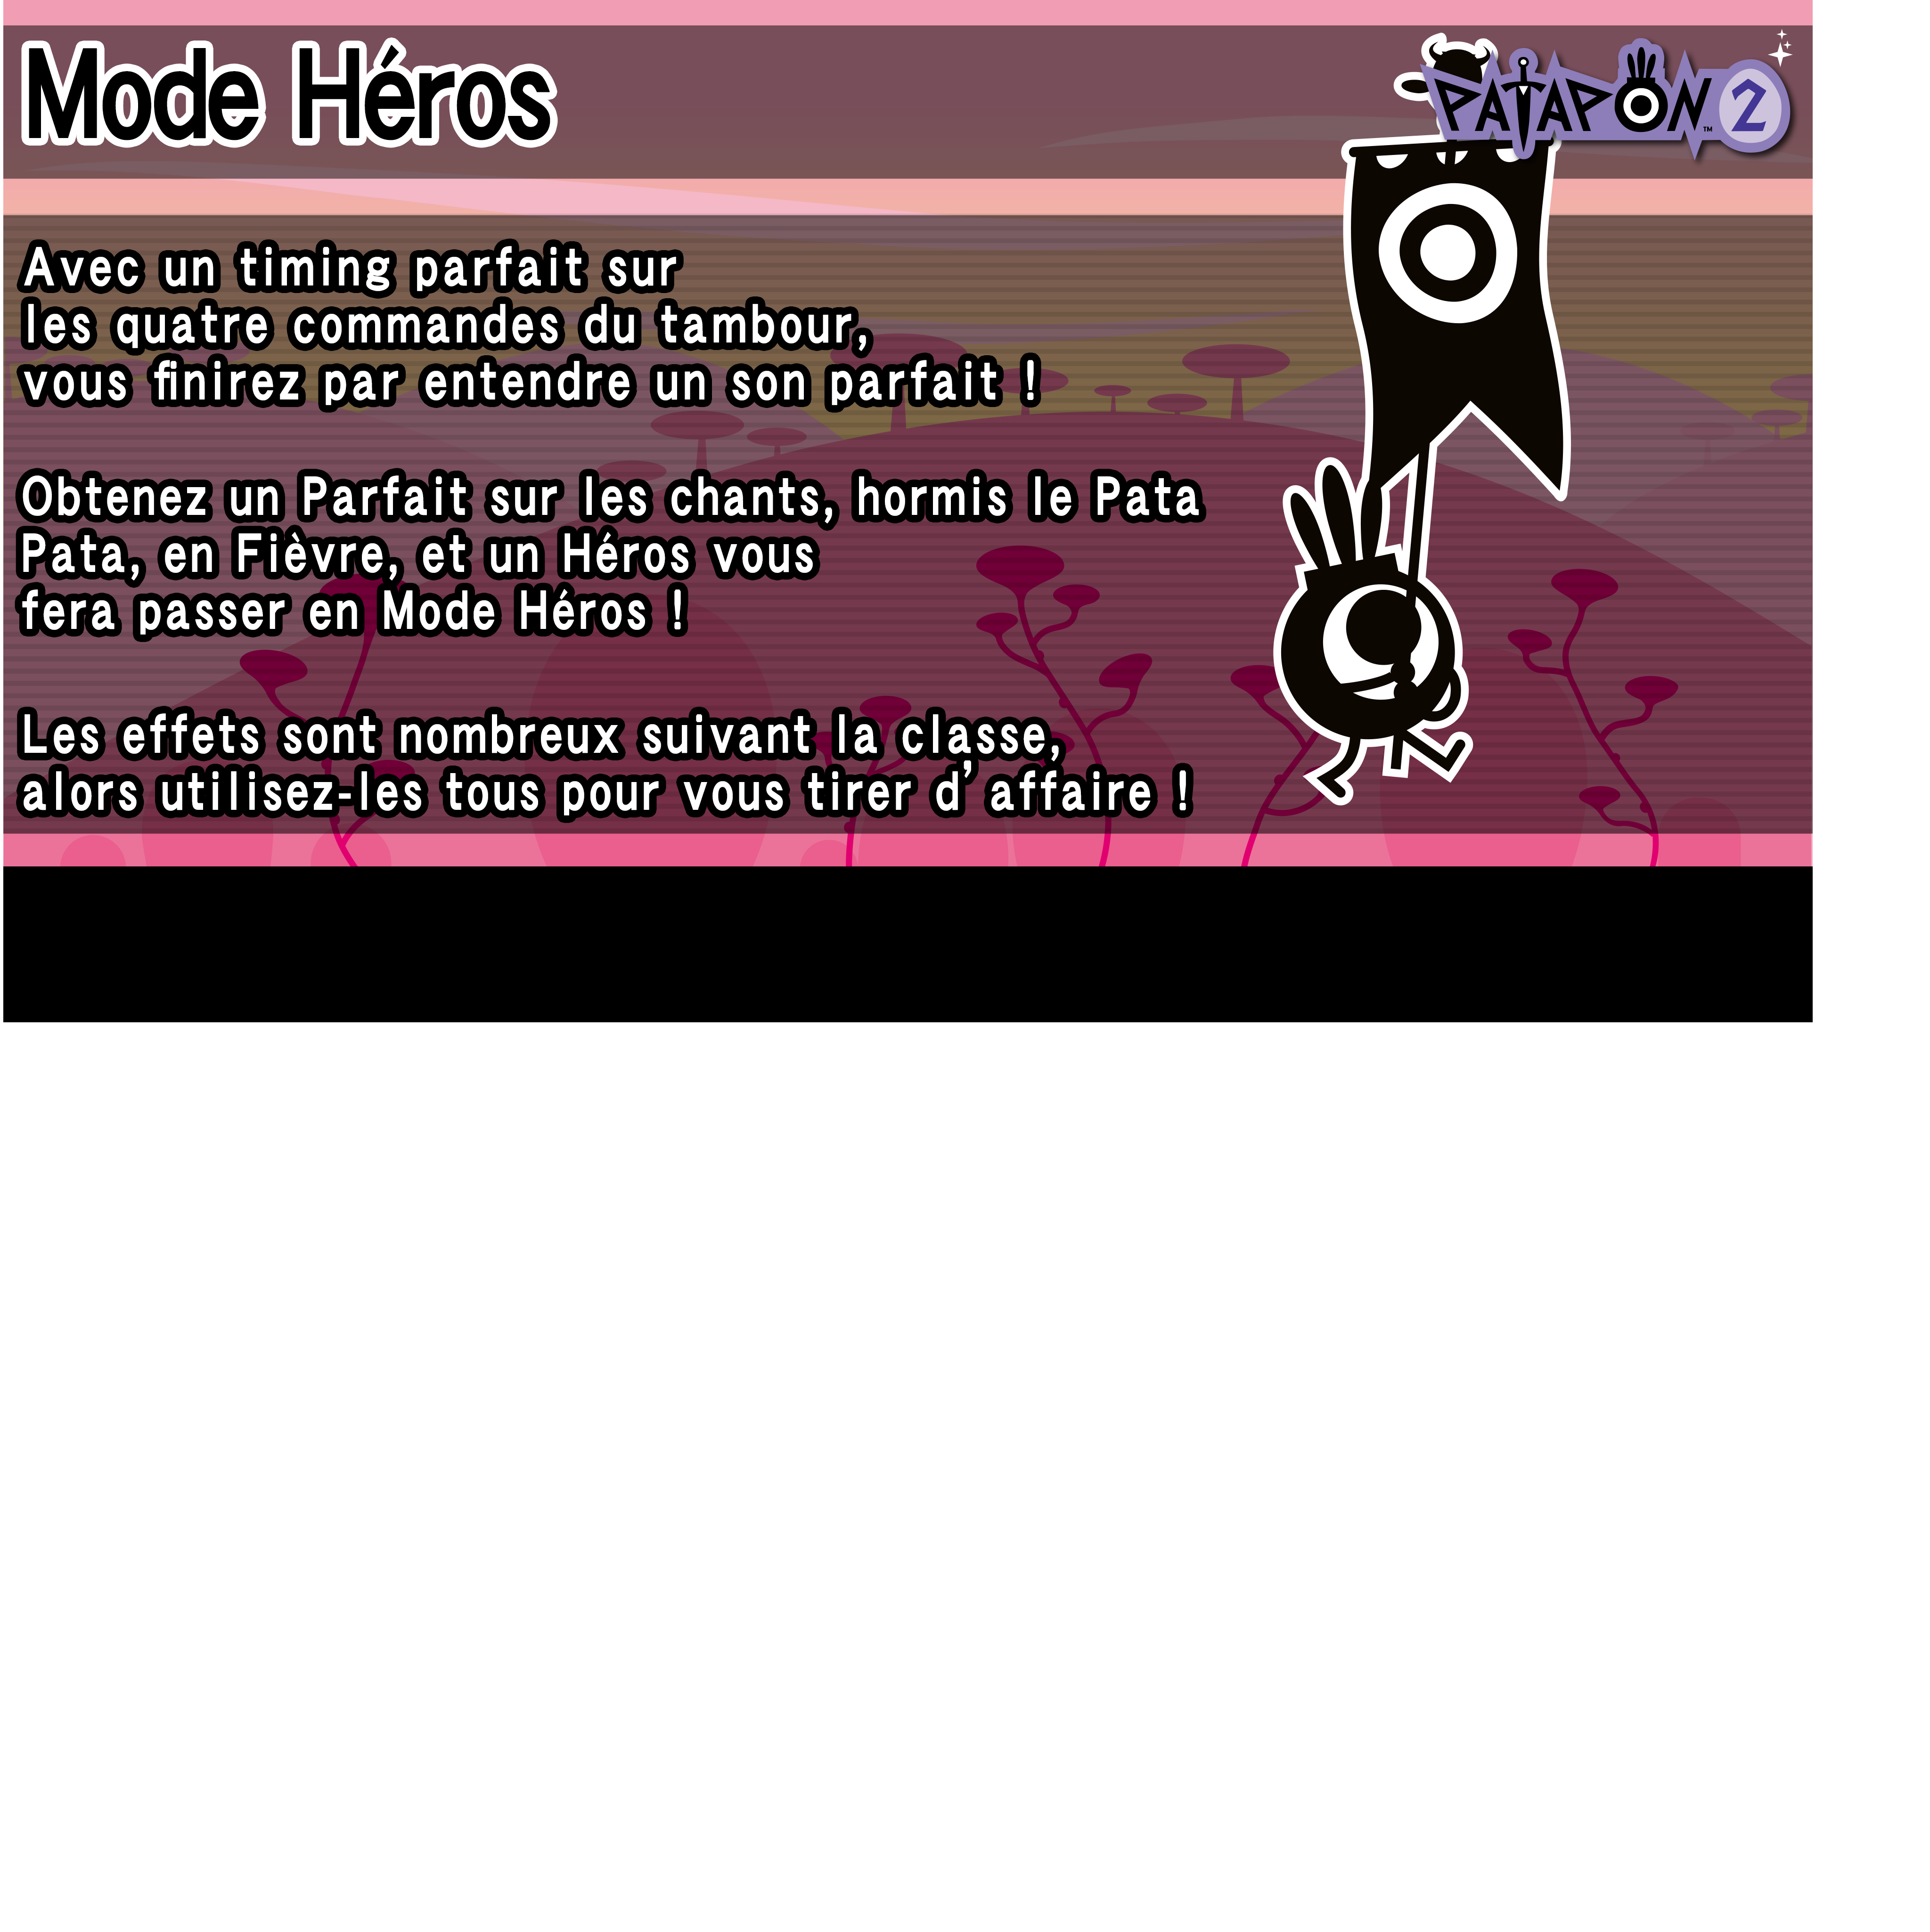 Mode Héros
PATAPON™ 2
Avec un timing parfait sur
les quatre commandes du tambour,
vous finirez par entendre un son parfait !
Obtenez un Parfait sur les chants, hormis le Pata
Pata, en Fièvre, et un Héros vous
fera passer en Mode Héros !
Les effets sont nombreux suivant la classe,
alors utilisez-les tous pour vous tirer d'affaire !